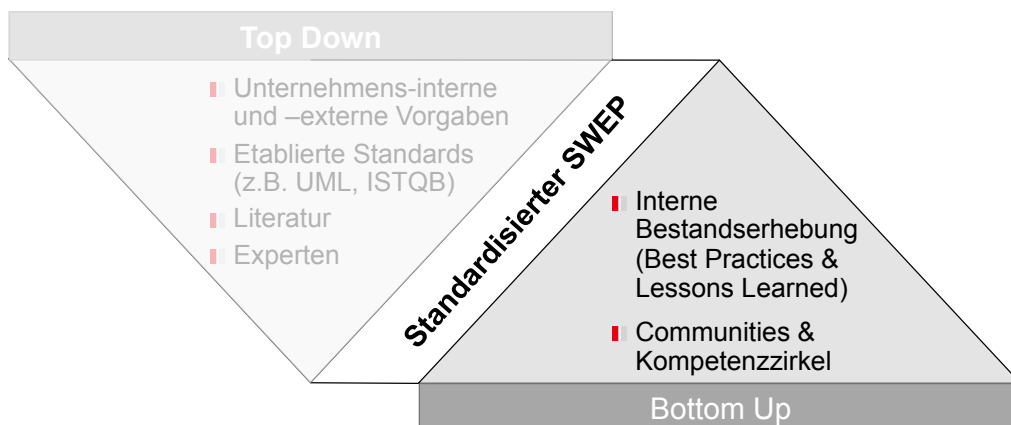 Top Down
Unternehmens-interne
und –externe Vorgaben
Etablierte Standards
(z.B. UML, ISTQB)
Literatur
Experten
Standardisierter SWEP
Interne
Bestandserhebung
(Best Practices &
Lessons Learned)
Communities &
Kompetenzzirkel
Bottom Up